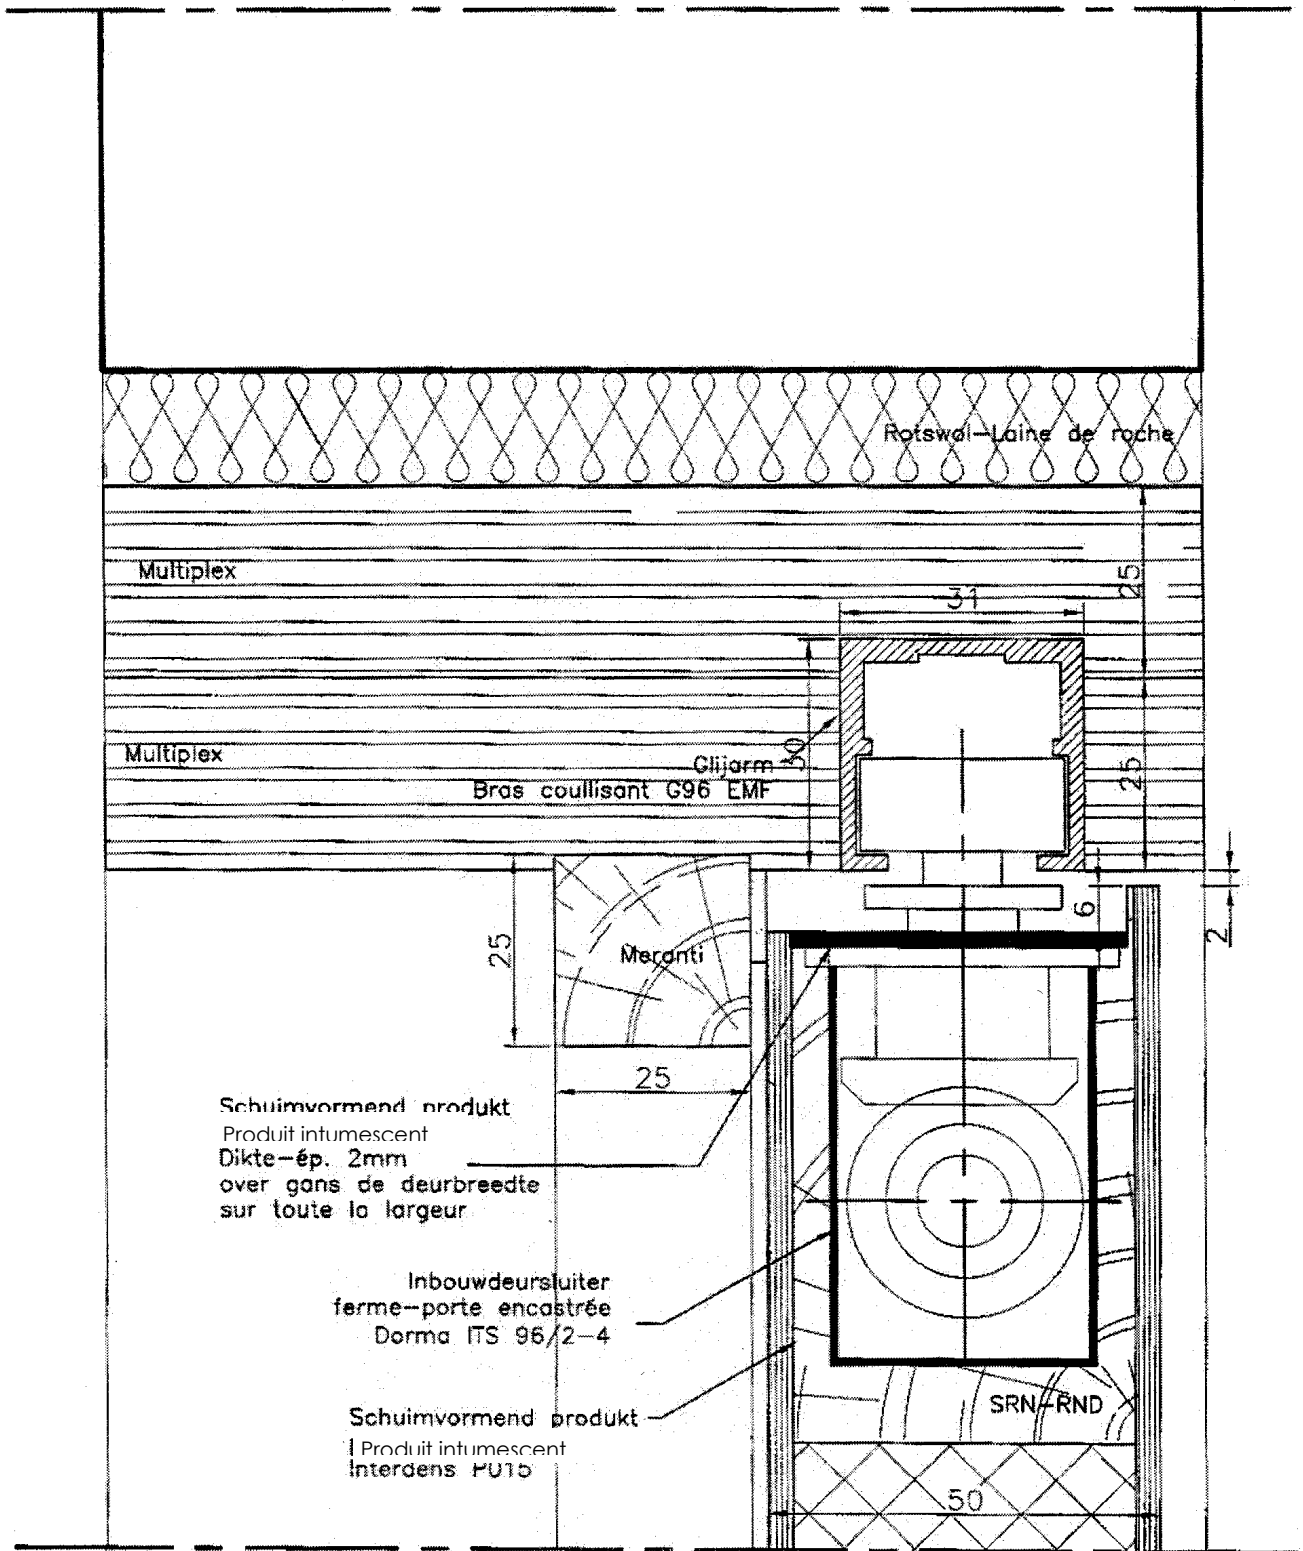 Rotswol-Laine de roche
Multiplex
25
31
Multiplex
30
Glijarm
Bras coullisant G96 EMF
25
6
2
25
Meranti
25
Schuimvormend produkt
Produit intumescent
Dikte-ép. 2mm
over gans de deurbreedte
sur toute la largeur
Inbouwdeursluiter
ferme-porte encastrée
Dorma ITS 96/2-4
SRN-RND
Schuimvormend produkt
Produit intumescent
Interdens PU15
50